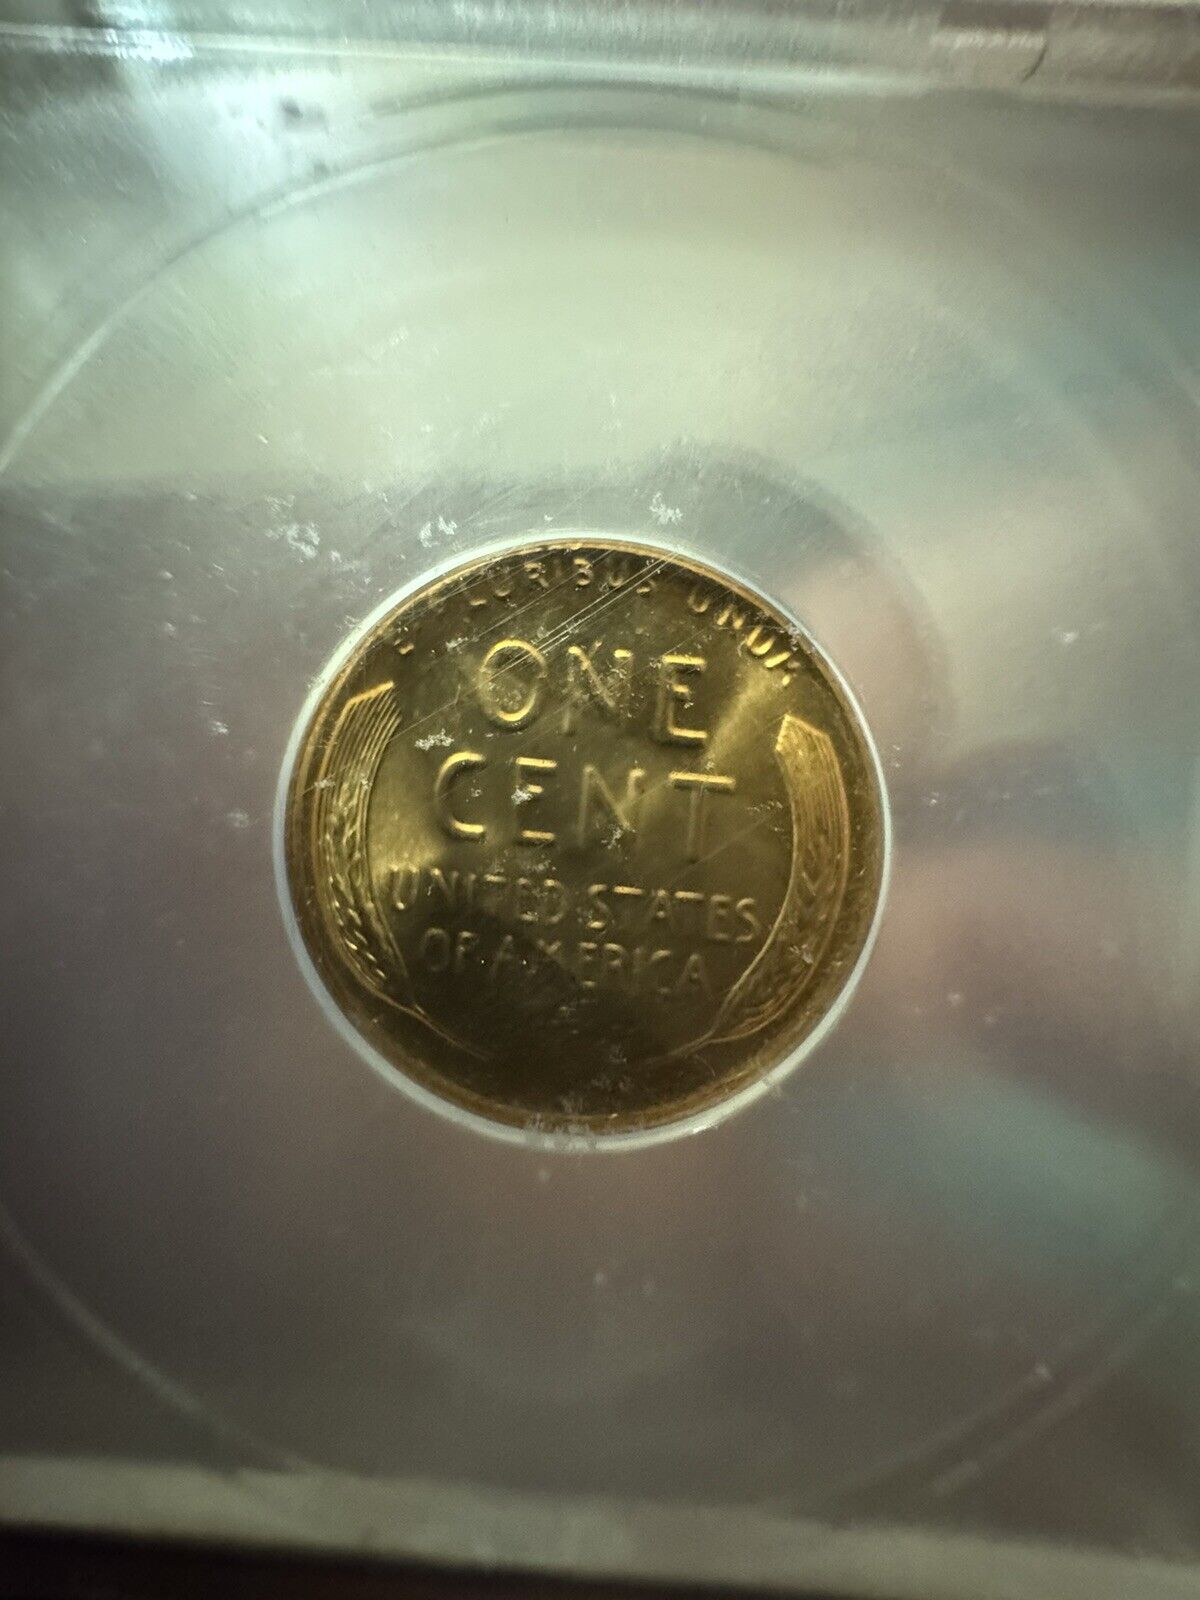 E PLURIBUS UNUM
ONE
CENT
UNITED STATES
OF AMERICA